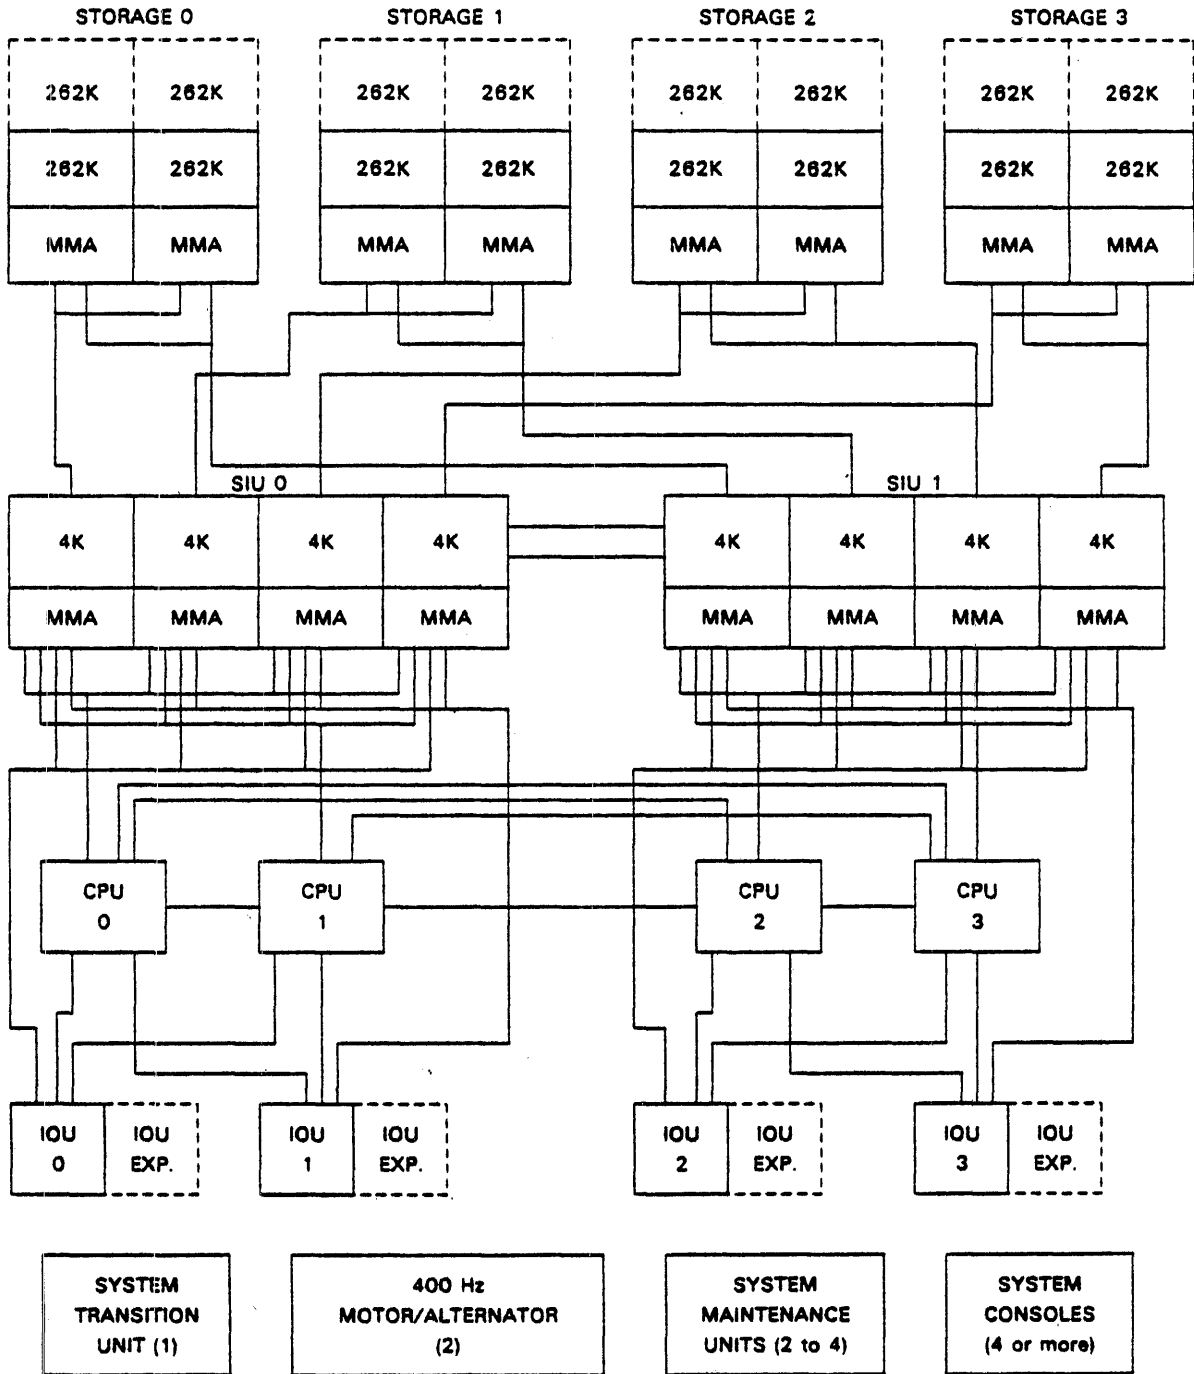 STORAGE 0 STORAGE 1 STORAGE 2 STORAGE 3
262K 262K 262K 262K 262K 262K 262K 262K
262K 262K 262K 262K 262K 262K 262K 262K
MMA MMA MMA MMA MMA MMA MMA MMA
SIU 0 SIU 1
4K 4K 4K 4K 4K 4K 4K 4K
MMA MMA MMA MMA MMA MMA MMA MMA
CPU CPU CPU CPU
0 1 2 3
IOU IOU IOU IOU IOU IOU IOU IOU
0 EXP. 1 EXP. 2 EXP. 3 EXP.
SYSTEM
TRANSITION
UNIT (1)
400 Hz
MOTOR/ALTERNATOR
(2)
SYSTEM
MAINTENANCE
UNITS (2 to 4)
SYSTEM
CONSOLES
(4 or more)